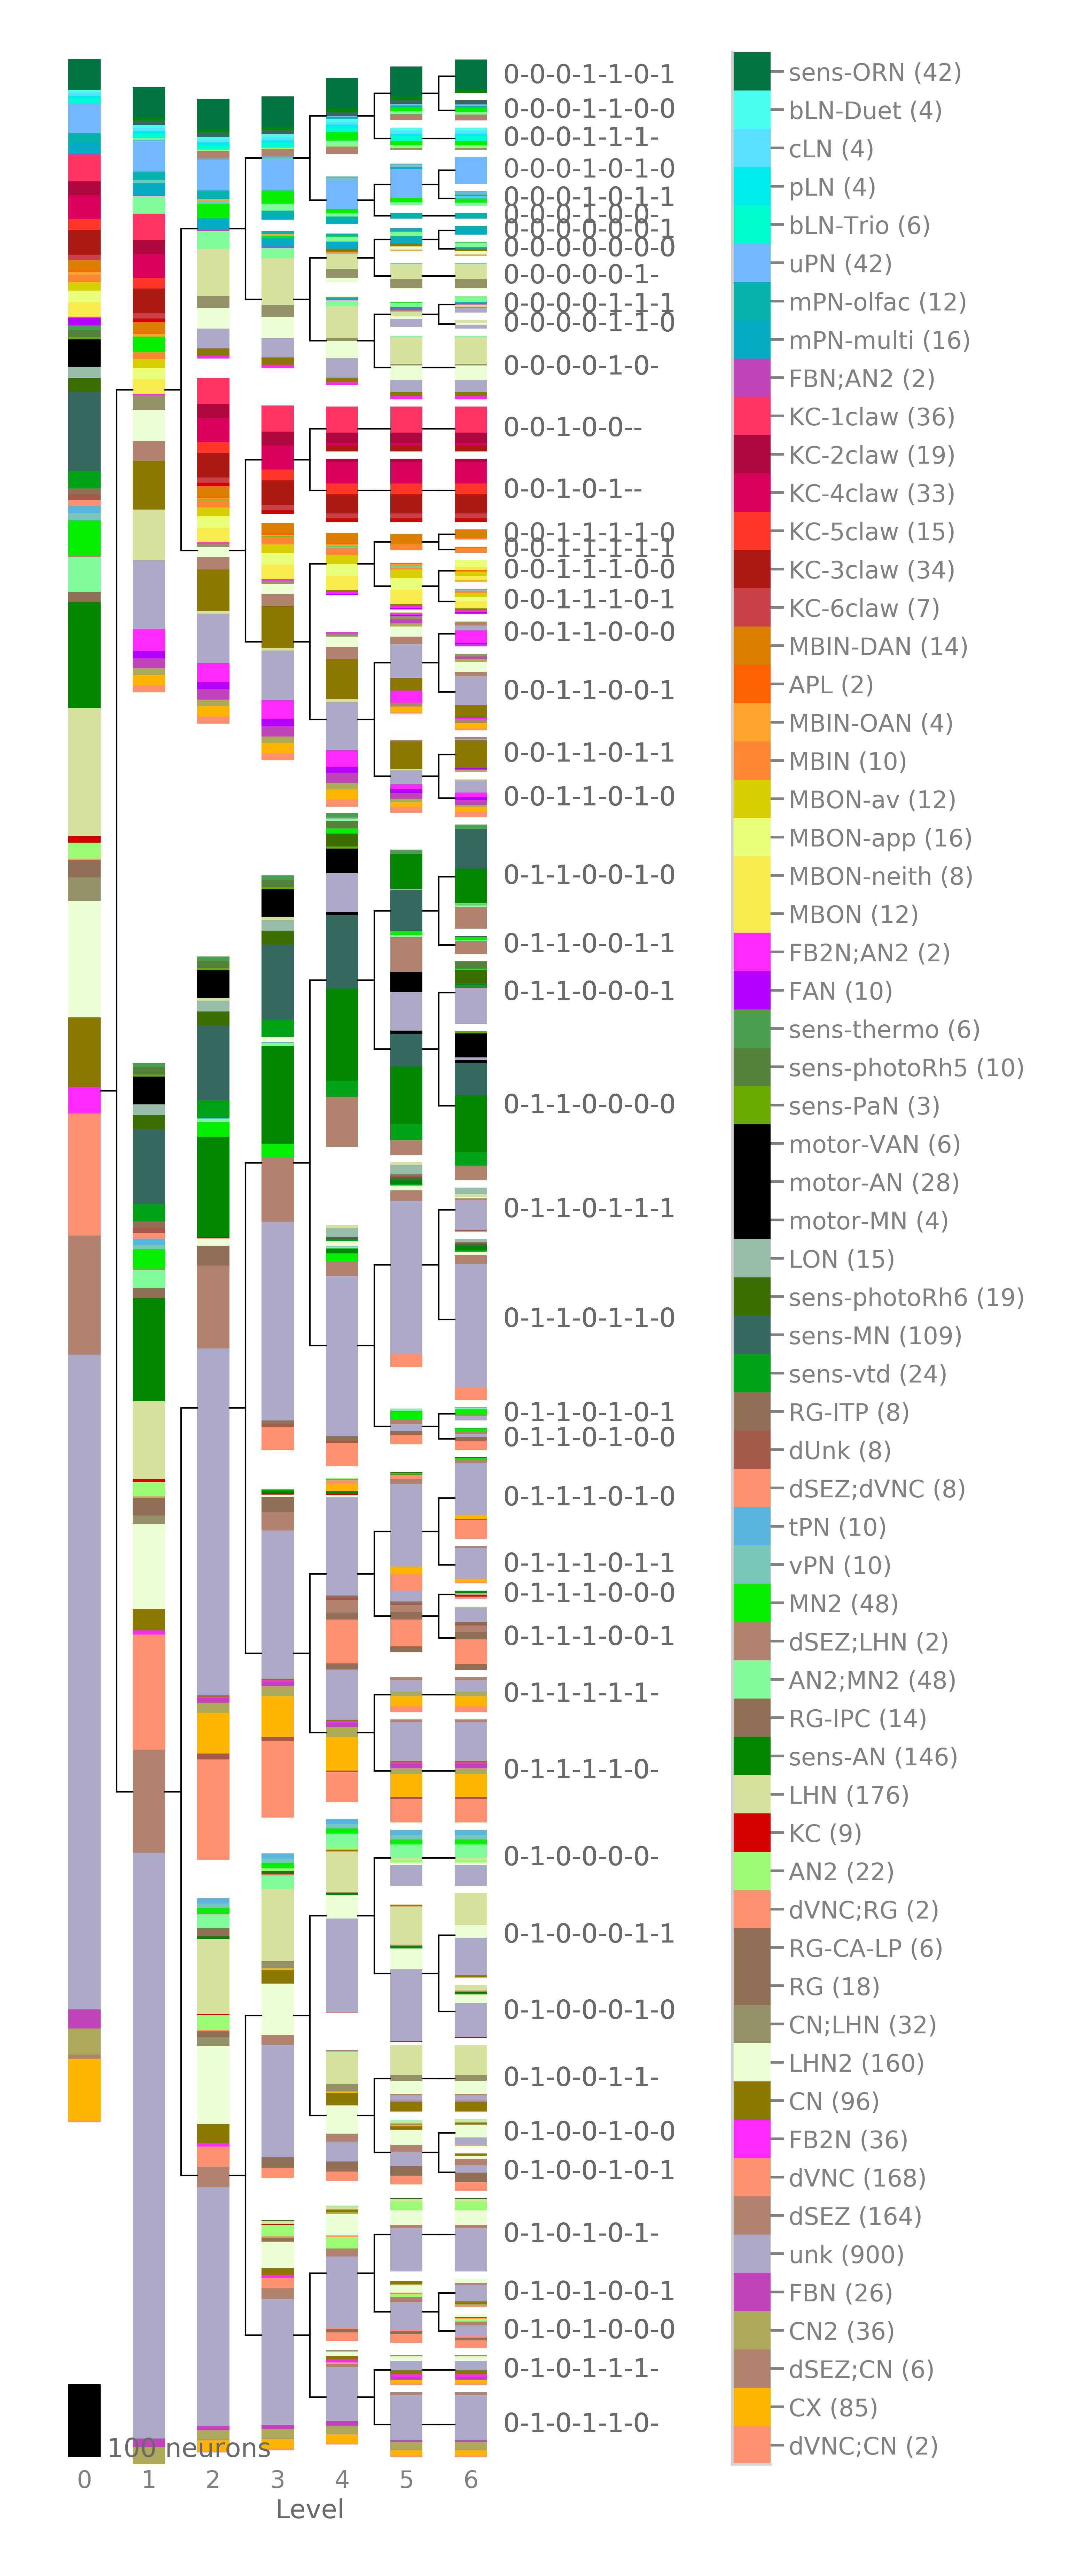 0-0-0-1-1-0-1
0-0-0-1-1-0-0
0-0-0-1-1-1-
0-0-0-1-0-1-0
0-0-0-1-0-1-1
0-0-0-1-0-0-
0-0-0-0-0-0-1
0-0-0-0-0-0-0
0-0-0-0-0-1-
0-0-0-0-1-1-1
0-0-0-0-1-1-0
0-0-0-0-1-0-
0-0-1-0-0--
0-0-1-0-1--
0-0-1-1-1-1-0
0-0-1-1-1-1-1
0-0-1-1-1-0-0
0-0-1-1-1-0-1
0-0-1-1-0-0-0
0-0-1-1-0-0-1
0-0-1-1-0-1-1
0-0-1-1-0-1-0
0-1-1-0-0-1-0
0-1-1-0-0-1-1
0-1-1-0-0-0-1
0-1-1-0-0-0-0
0-1-1-0-1-1-1
0-1-1-0-1-1-0
0-1-1-0-1-0-1
0-1-1-0-1-0-0
0-1-1-1-0-1-0
0-1-1-1-0-1-1
0-1-1-1-0-0-0
0-1-1-1-0-0-1
0-1-1-1-1-1-
0-1-1-1-1-0-
0-1-0-0-0-0-
0-1-0-0-0-1-1
0-1-0-0-0-1-0
0-1-0-0-1-1-
0-1-0-0-1-0-0
0-1-0-0-1-0-1
0-1-0-1-0-1-
0-1-0-1-0-0-1
0-1-0-1-0-0-0
0-1-0-1-1-1-
0-1-0-1-1-0-
100 neurons
0 1 2 3 4 5 6
Level
sens-ORN (42)
bLN-Duet (4)
cLN (4)
pLN (4)
bLN-Trio (6)
uPN (42)
mPN-olfac (12)
mPN-multi (16)
FBN;AN2 (2)
KC-1claw (36)
KC-2claw (19)
KC-4claw (33)
KC-5claw (15)
KC-3claw (34)
KC-6claw (7)
MBIN-DAN (14)
APL (2)
MBIN-OAN (4)
MBIN (10)
MBON-av (12)
MBON-app (16)
MBON-neith (8)
MBON (12)
FB2N;AN2 (2)
FAN (10)
sens-thermo (6)
sens-photoRh5 (10)
sens-PaN (3)
motor-VAN (6)
motor-AN (28)
motor-MN (4)
LON (15)
sens-photoRh6 (19)
sens-MN (109)
sens-vtd (24)
RG-ITP (8)
dUnk (8)
dSEZ;dVNC (8)
tPN (10)
vPN (10)
MN2 (48)
dSEZ;LHN (2)
AN2;MN2 (48)
RG-IPC (14)
sens-AN (146)
LHN (176)
KC (9)
AN2 (22)
dVNC;RG (2)
RG-CA-LP (6)
RG (18)
CN;LHN (32)
LHN2 (160)
CN (96)
FB2N (36)
dVNC (168)
dSEZ (164)
unk (900)
FBN (26)
CN2 (36)
dSEZ;CN (6)
CX (85)
dVNC;CN (2)